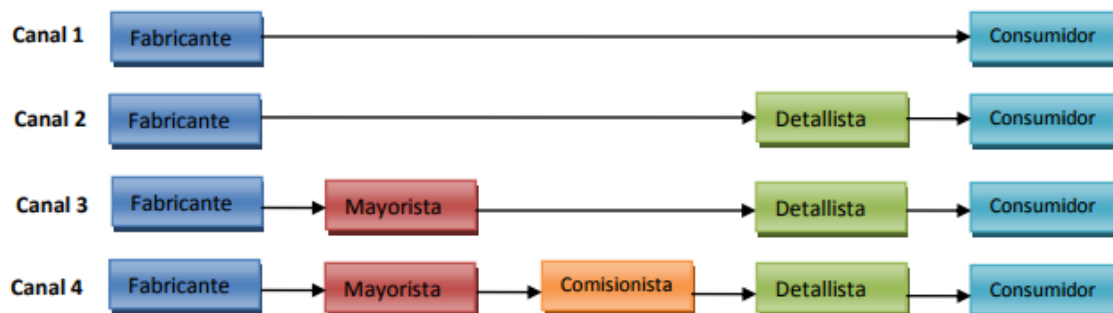 Canal 1 Fabricante Consumidor
Canal 2 Fabricante Detallista Consumidor
Canal 3 Fabricante Mayorista Detallista Consumidor
Canal 4 Fabricante Mayorista Comisionista Detallista Consumidor